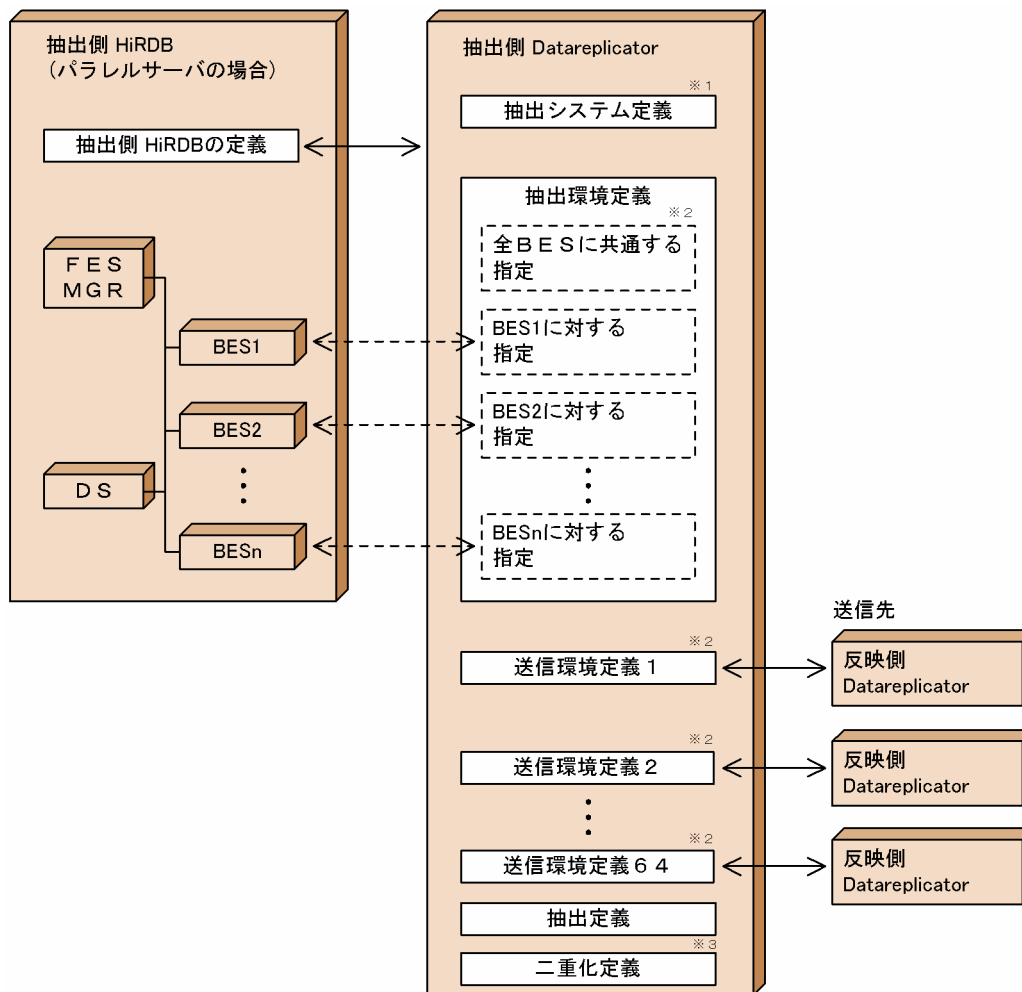 抽出側 HiRDB
(パラレルサーバの場合)
抽出側 HiRDBの定義
ＦＥＳ
ＭＧＲ
BES1
BES2
ＤＳ
BESn
抽出側 Datareplicator
※１
抽出システム定義
抽出環境定義
※２
全ＢＥＳに共通する
指定
BES1に対する
指定
BES2に対する
指定
BESnに対する
指定
※２
送信環境定義１
※２
送信環境定義２
※２
送信環境定義６４
抽出定義
※３
二重化定義
送信先
反映側
Datareplicator
反映側
Datareplicator
反映側
Datareplicator